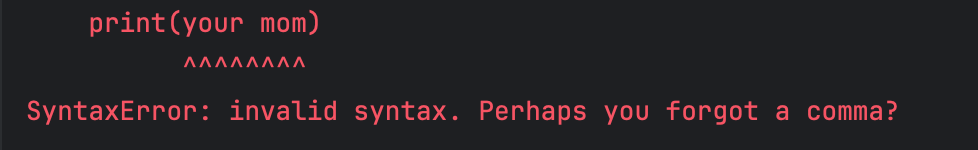 print(your mom)
^^^^^^^^
SyntaxError: invalid syntax. Perhaps you forgot a comma?